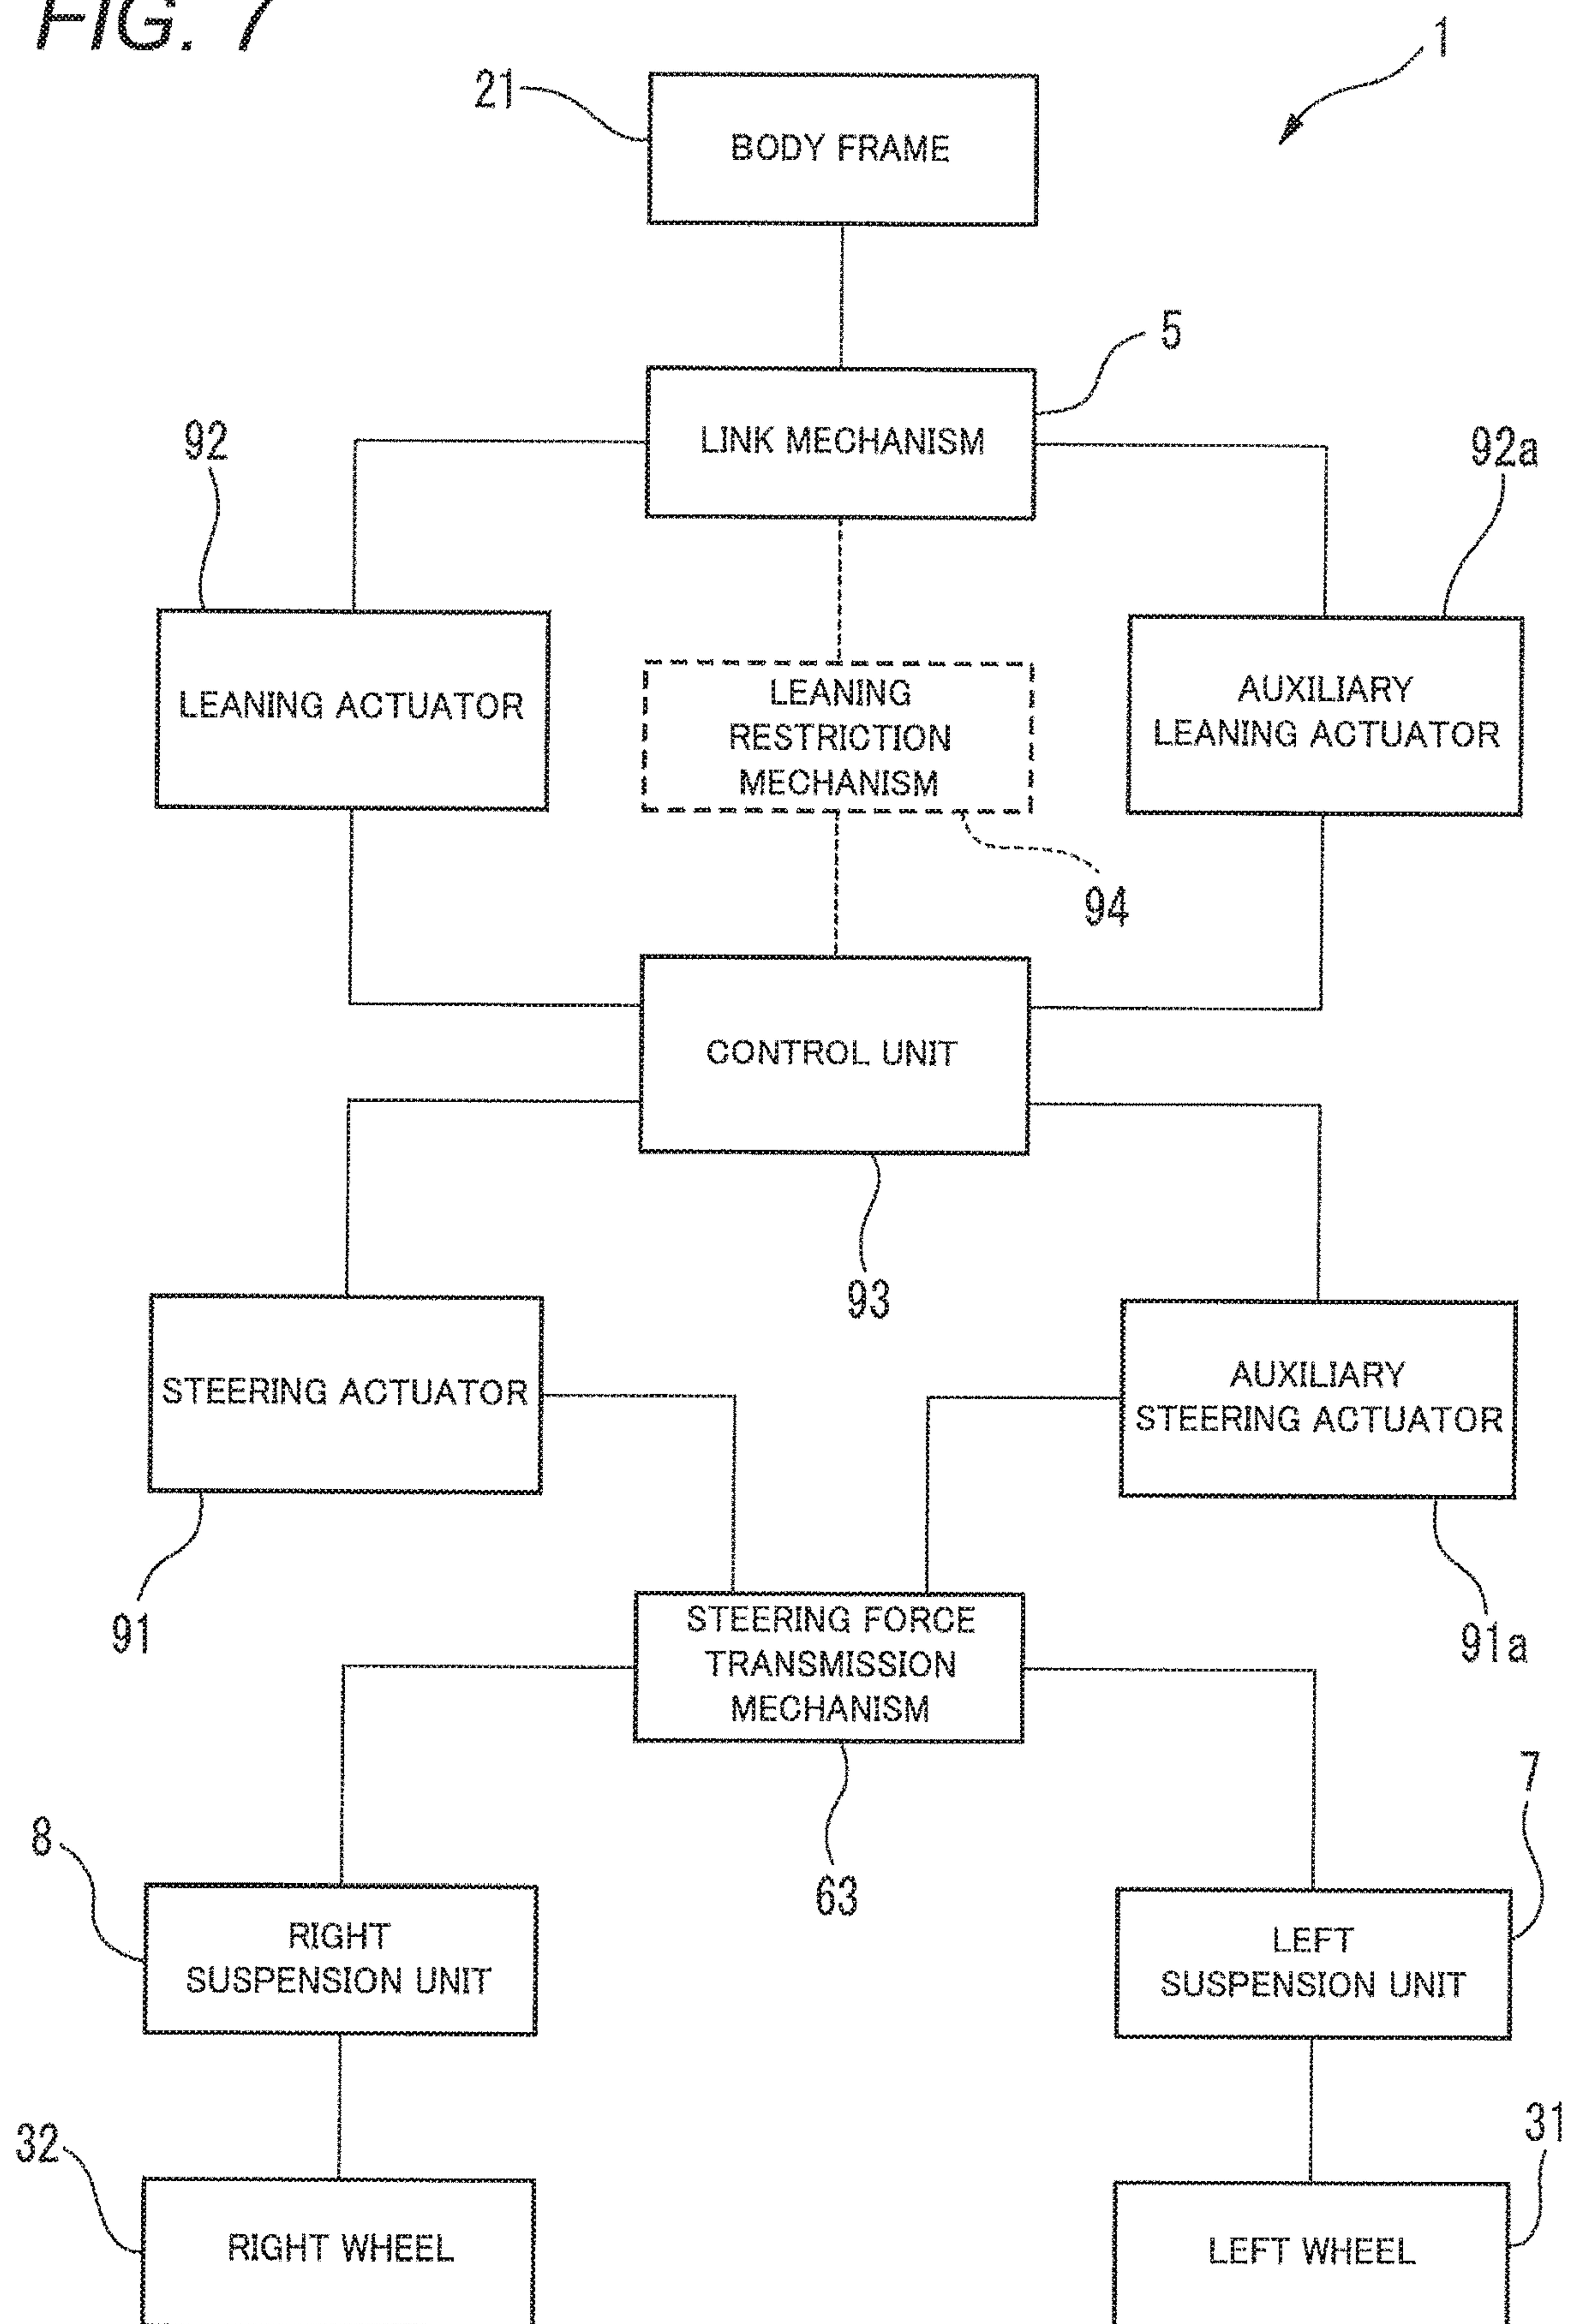 FIG. 7
1
21
BODY FRAME
5
LINK MECHANISM
92
92a
LEANING ACTUATOR
LEANING
RESTRICTION
MECHANISM
AUXILIARY
LEANING ACTUATOR
94
CONTROL UNIT
93
STEERING ACTUATOR
AUXILIARY
STEERING ACTUATOR
91
91a
STEERING FORCE
TRANSMISSION
MECHANISM
63
8
7
RIGHT
SUSPENSION UNIT
LEFT
SUSPENSION UNIT
32
31
RIGHT WHEEL
LEFT WHEEL